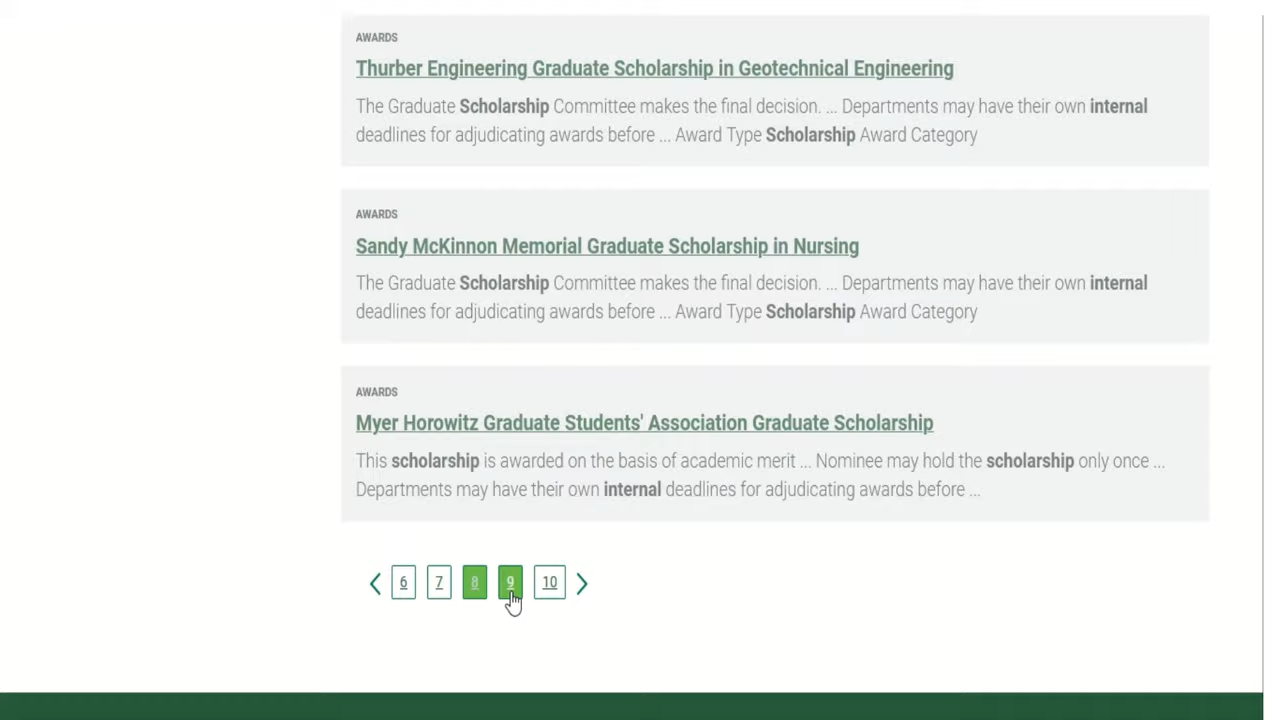 AWARDS
Thurber Engineering Graduate Scholarship in Geotechnical Engineering
The Graduate Scholarship Committee makes the final decision. ... Departments may have their own internal
deadlines for adjudicating awards before ... Award Type Scholarship Award Category
AWARDS
Sandy McKinnon Memorial Graduate Scholarship in Nursing
The Graduate Scholarship Committee makes the final decision. ... Departments may have their own internal
deadlines for adjudicating awards before ... Award Type Scholarship Award Category
AWARDS
Myer Horowitz Graduate Students' Association Graduate Scholarship
This scholarship is awarded on the basis of academic merit ... Nominee may hold the scholarship only once ...
Departments may have their own internal deadlines for adjudicating awards before ...
6 7 8 9 10